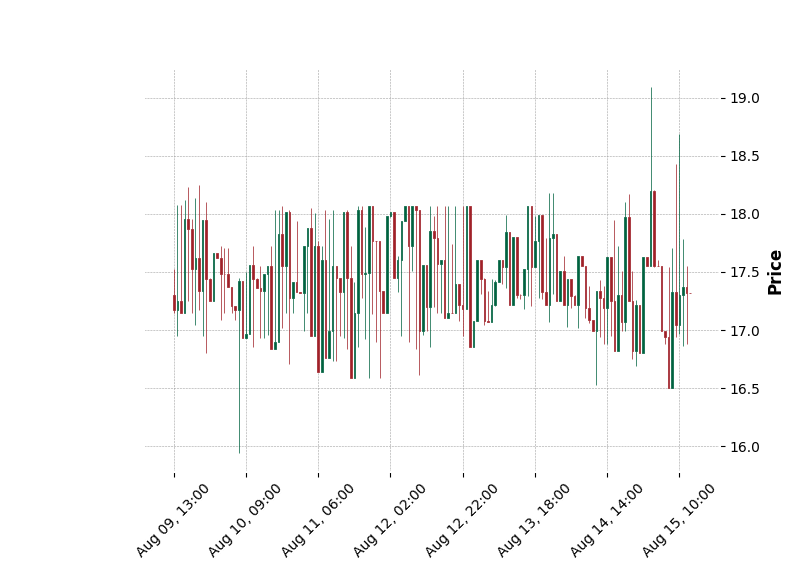 19.0
18.5
18.0
17.5
17.0
16.5
16.0
Price
Aug 09, 13:00
Aug 10, 09:00
Aug 11, 06:00
Aug 12, 02:00
Aug 12, 22:00
Aug 13, 18:00
Aug 14, 14:00
Aug 15, 10:00